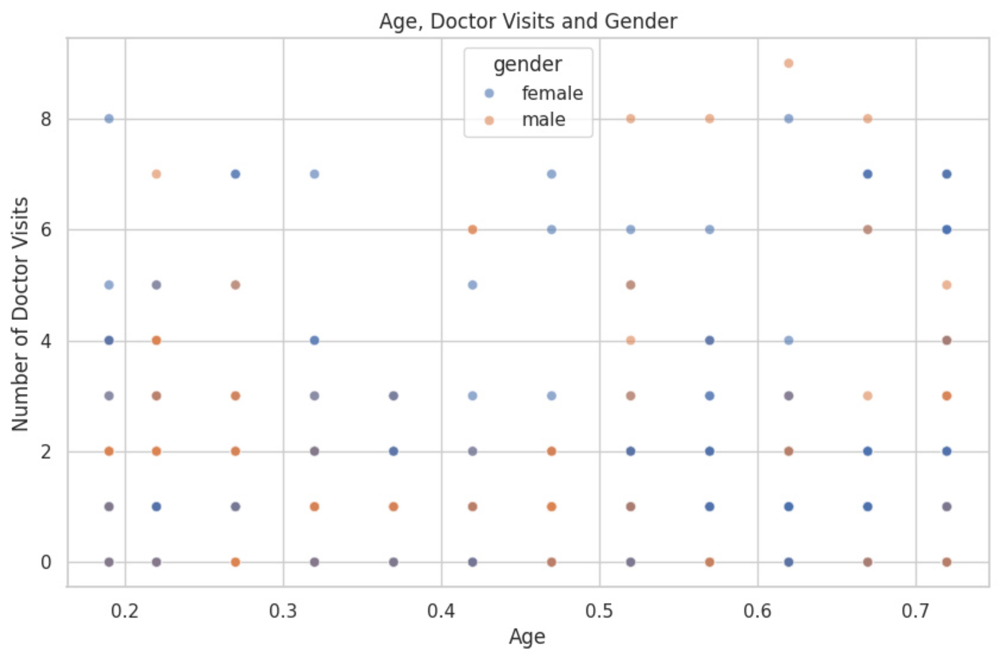 Age, Doctor Visits and Gender
gender
female
male
8
6
4
2
0
Number of Doctor Visits
0.2 0.3 0.4 0.5 0.6 0.7
Age